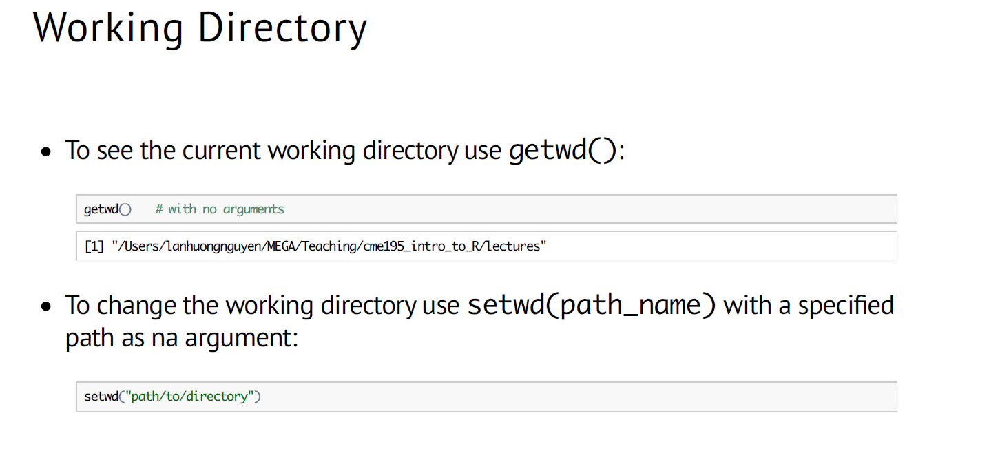 Working Directory
• To see the current working directory use getwd():
getwd()   # with no arguments
[1] "/Users/lanhuongnguyen/MEGA/Teaching/cme195_intro_to_R/lectures"
• To change the working directory use setwd(path_name) with a specified
path as na argument:
setwd("path/to/directory")